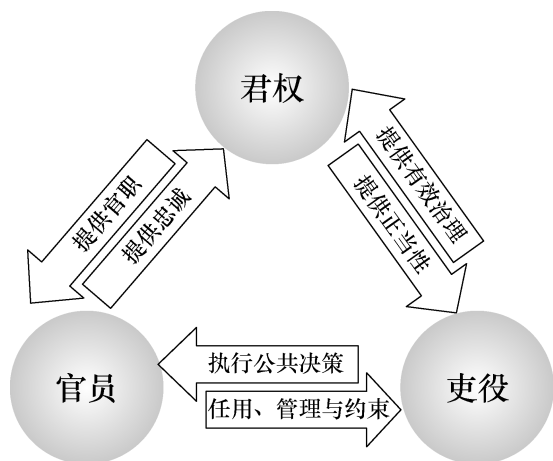 君权
提供官职
提供忠诚
提供有效治理
提供正当性
官员
执行公共决策
任用、管理与约束
吏役